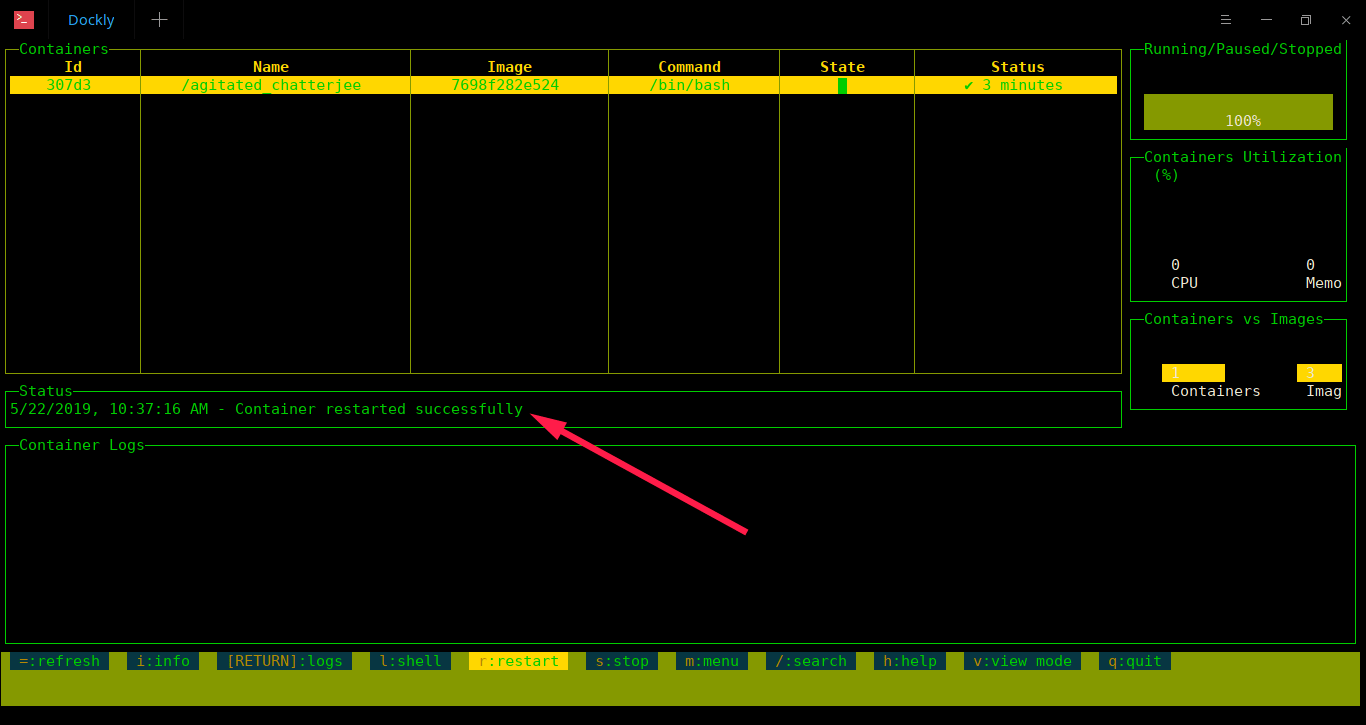 Dockly
Containers
Id Name Image Command State Status
307d3 /agitated_chatterjee 7698f282e524 /bin/bash ✔ 3 minutes
Running/Paused/Stopped
100%
Containers Utilization
(%)
0 0
CPU Memo
Containers vs Images
1 3
Containers Imag
Status
5/22/2019, 10:37:16 AM - Container restarted successfully
Container Logs
=:refresh i:info [RETURN]:logs l:shell r:restart s:stop m:menu /:search h:help v:view mode q:quit